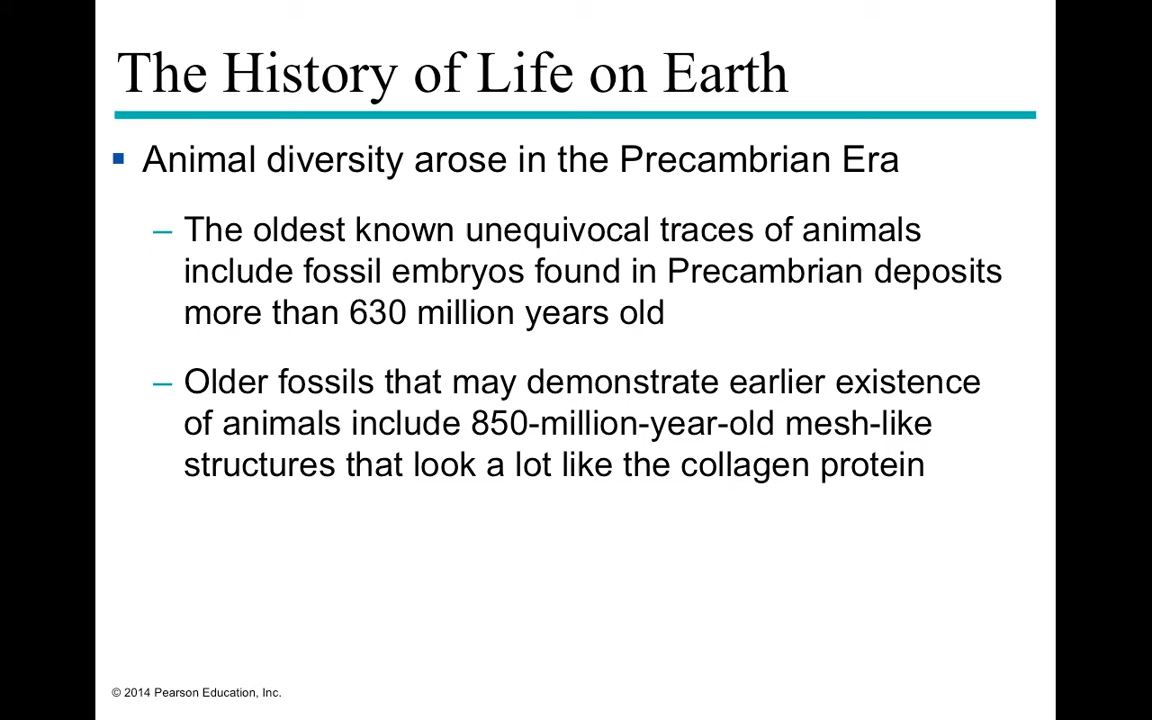 The History of Life on Earth
▪ Animal diversity arose in the Precambrian Era
– The oldest known unequivocal traces of animals
include fossil embryos found in Precambrian deposits
more than 630 million years old
– Older fossils that may demonstrate earlier existence
of animals include 850-million-year-old mesh-like
structures that look a lot like the collagen protein
© 2014 Pearson Education, Inc.